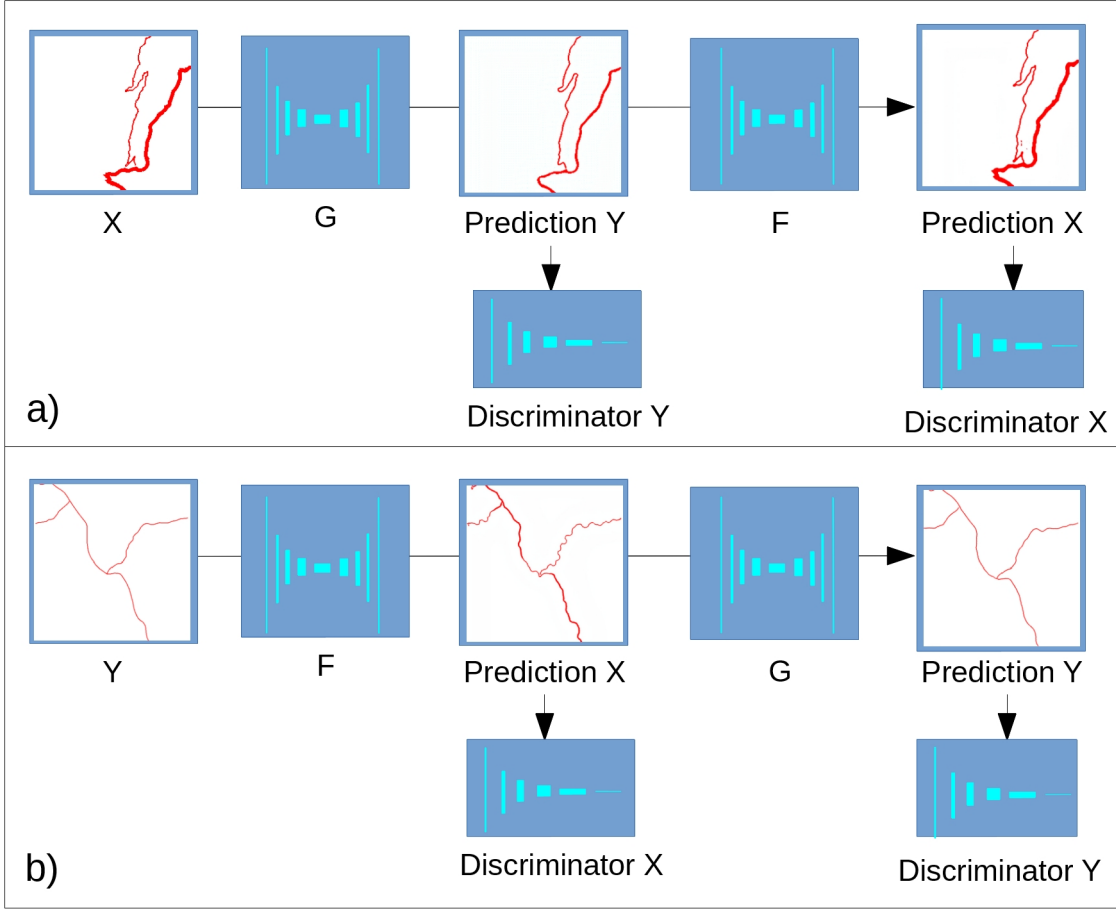 X
G
Prediction Y
F
Prediction X
Discriminator Y
Discriminator X
a)
Y
F
Prediction X
G
Prediction Y
Discriminator X
Discriminator Y
b)